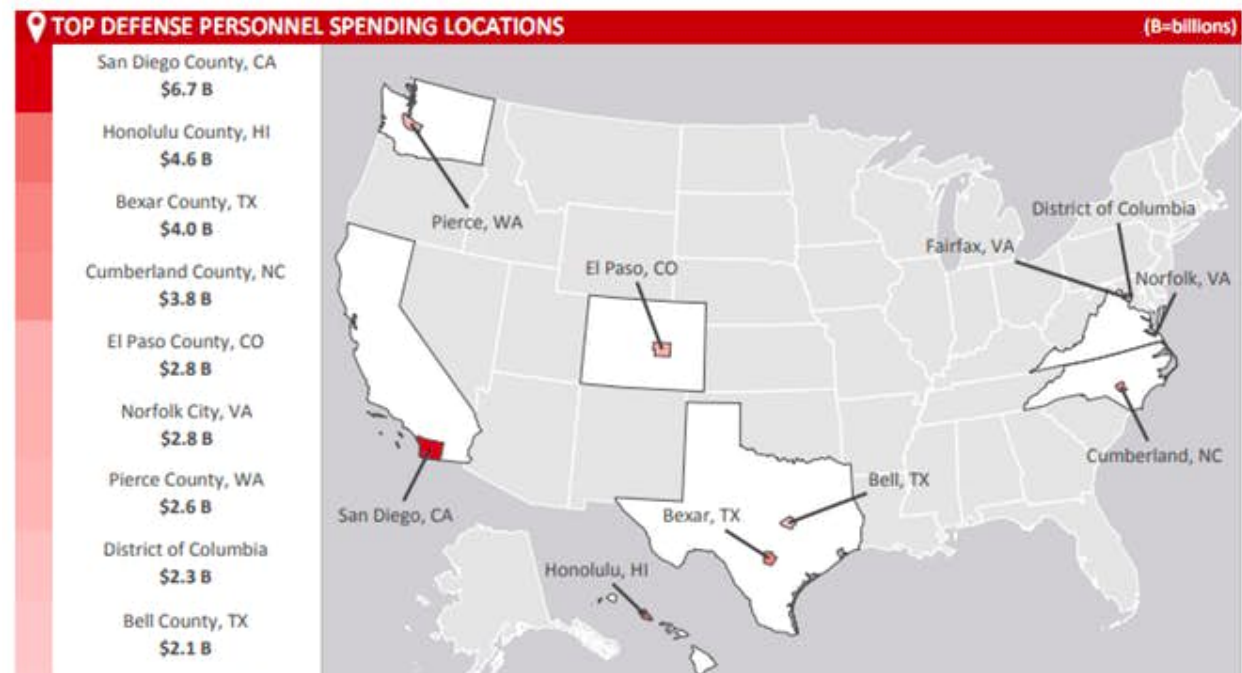 TOP DEFENSE PERSONNEL SPENDING LOCATIONS (B=billions)
San Diego County, CA
$6.7 B
Honolulu County, HI
$4.6 B
Bexar County, TX
$4.0 B
Cumberland County, NC
$3.8 B
El Paso County, CO
$2.8 B
Norfolk City, VA
$2.8 B
Pierce County, WA
$2.6 B
District of Columbia
$2.3 B
Bell County, TX
$2.1 B
Pierce, WA
District of Columbia
Fairfax, VA
El Paso, CO
Norfolk, VA
Cumberland, NC
Bell, TX
San Diego, CA
Bexar, TX
Honolulu, HI